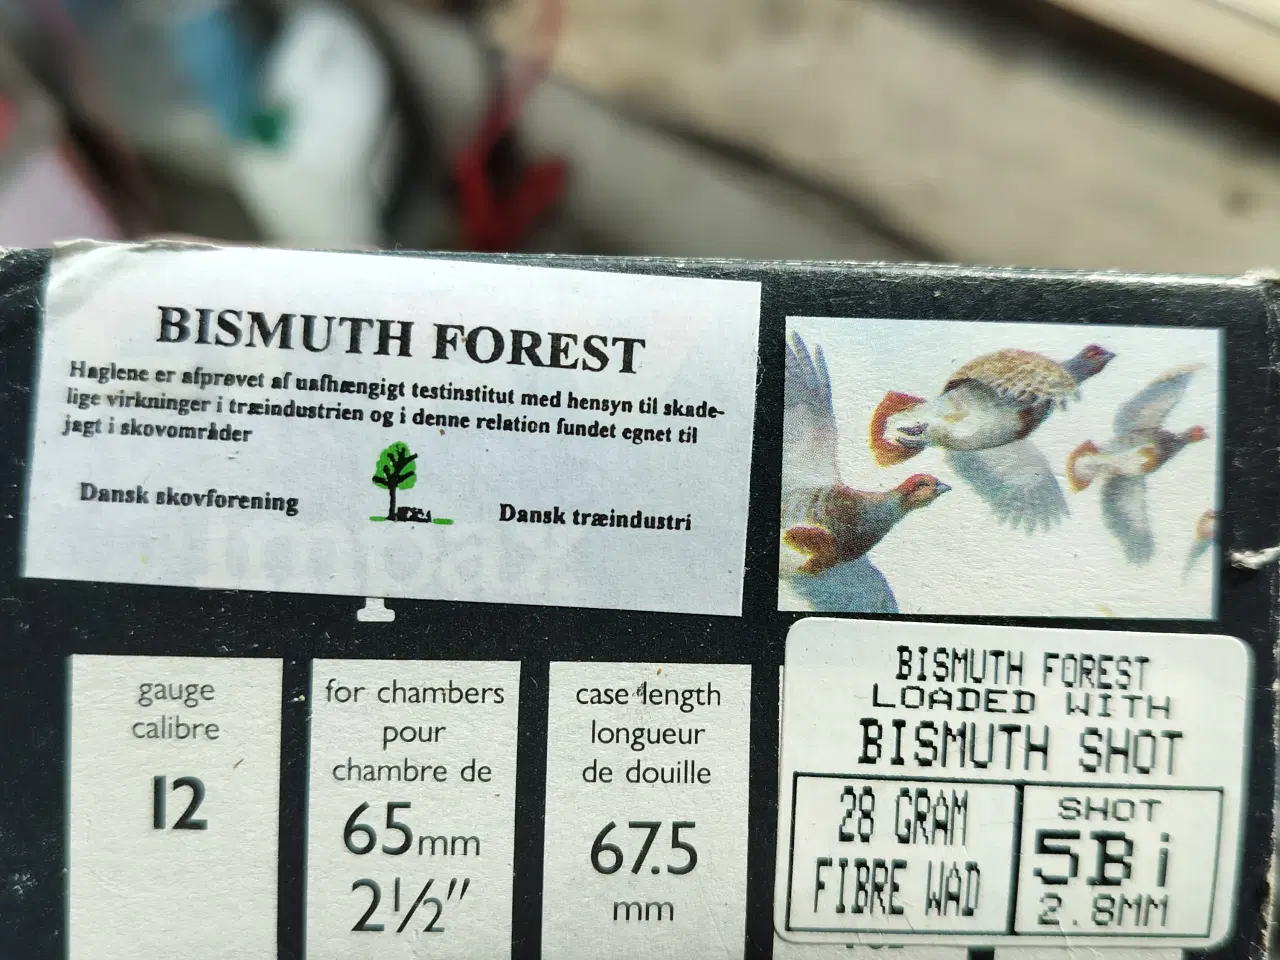 BISMUTH FOREST
Haglene er afprøvet af uafhængigt testinstitut med hensyn til skade-
lige virkninger i træindustrien og i denne relation fundet egnet til
jagt i skovområder
Dansk skovforening
Dansk træindustri
impax
gauge
calibre
12
for chambers
pour
chambre de
65mm
2½"
case length
longueur
de douille
67.5
mm
BISMUTH FOREST
LOADED WITH
BISMUTH SHOT
28 GRAM
FIBRE WAD
SHOT
5Bi
2.8MM